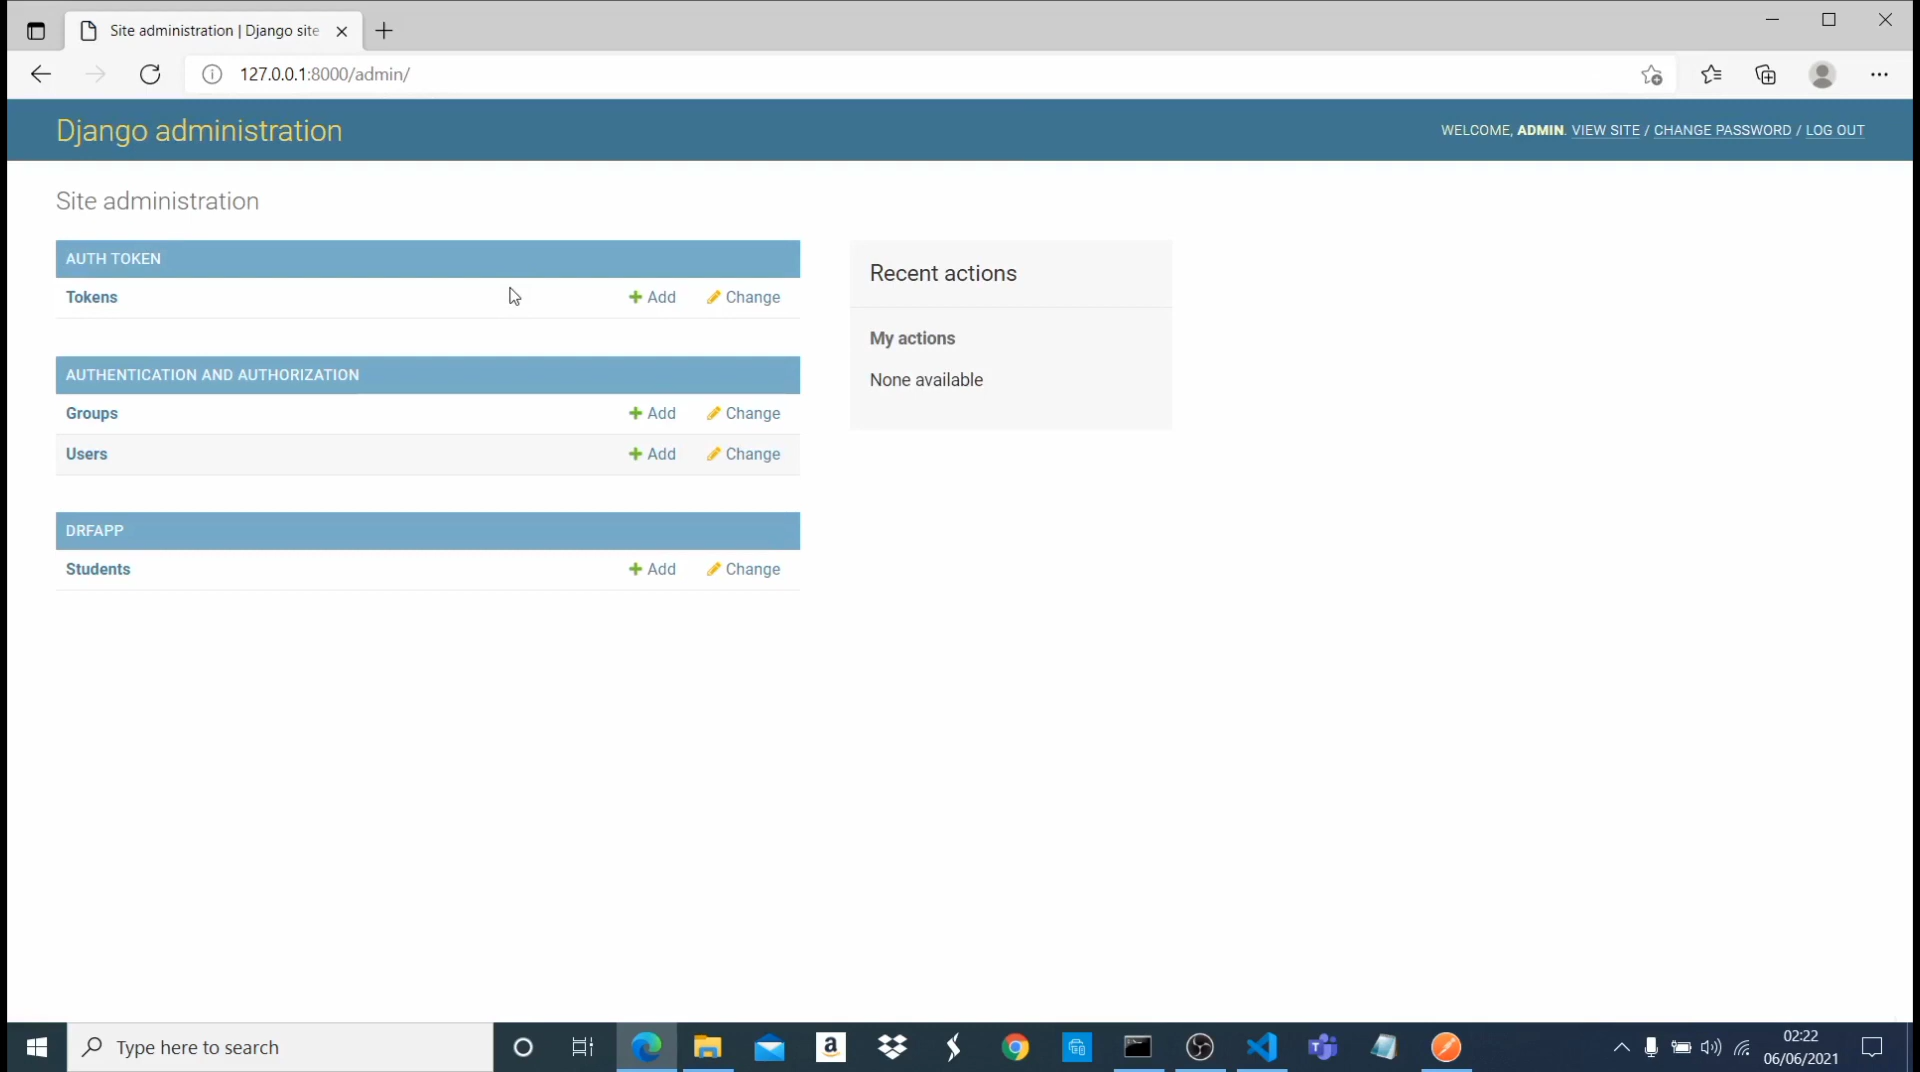 Site administration | Django site
127.0.0.1:8000/admin/
Django administration
WELCOME, ADMIN. VIEW SITE / CHANGE PASSWORD / LOG OUT
Site administration
AUTH TOKEN
Tokens Add Change
AUTHENTICATION AND AUTHORIZATION
Groups Add Change
Users Add Change
DRFAPP
Students Add Change
Recent actions
My actions
None available
Type here to search
a
02:22
06/06/2021